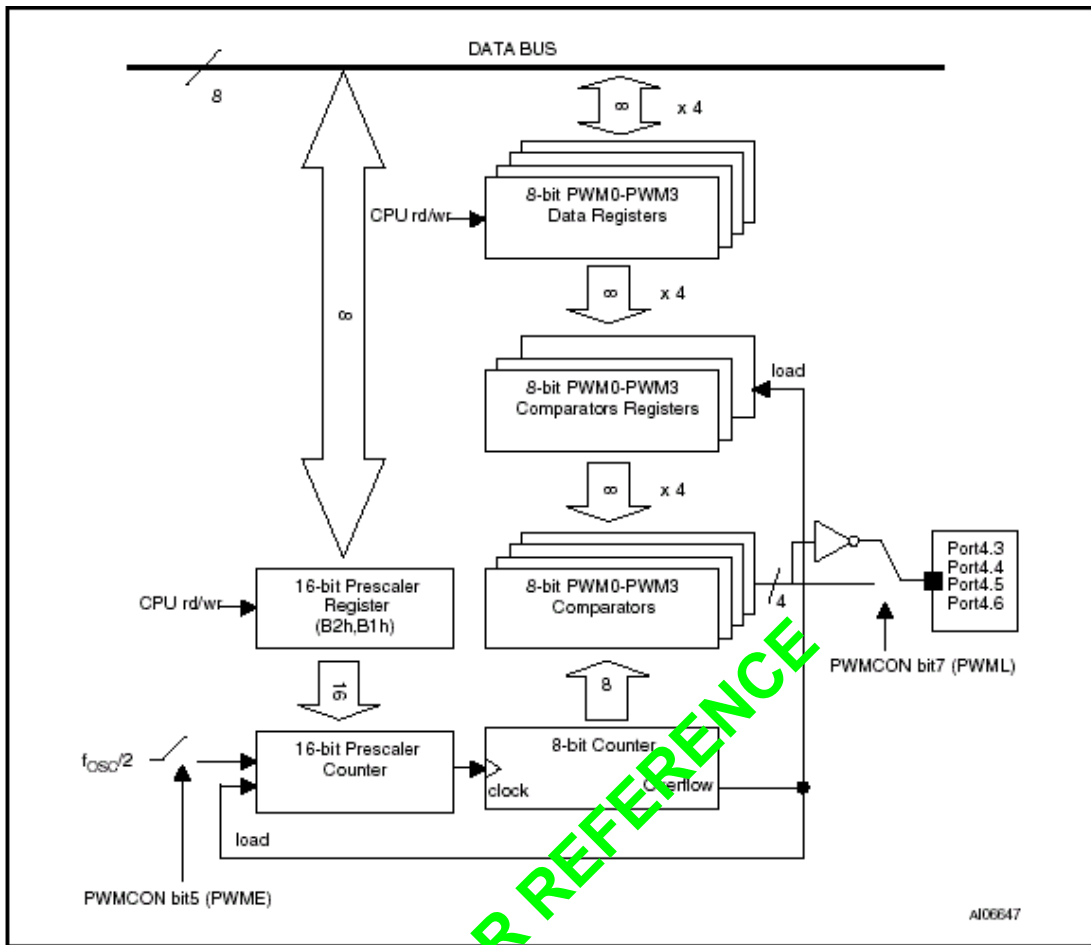 DATA BUS
8
8
x 4
8-bit PWM0-PWM3
Data Registers
CPU rd/wr
8
x 4
8
8-bit PWM0-PWM3
Comparators Registers
load
8
x 4
Port4.3
Port4.4
Port4.5
Port4.6
16-bit Prescaler
Register
(B2h,B1h)
CPU rd/wr
8-bit PWM0-PWM3
Comparators
4
PWMCON bit7 (PWML)
16
8
16-bit Prescaler
Counter
8-bit Counter
fOSC/2
Overflow
clock
load
PWMCON bit5 (PWME)
AI06647
R REFERENCE